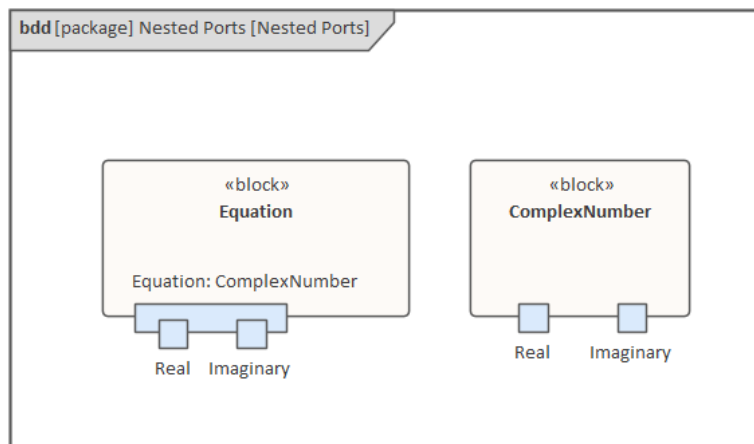 bdd [package] Nested Ports [Nested Ports]
«block»
Equation
Equation: ComplexNumber
Real Imaginary
«block»
ComplexNumber
Real Imaginary